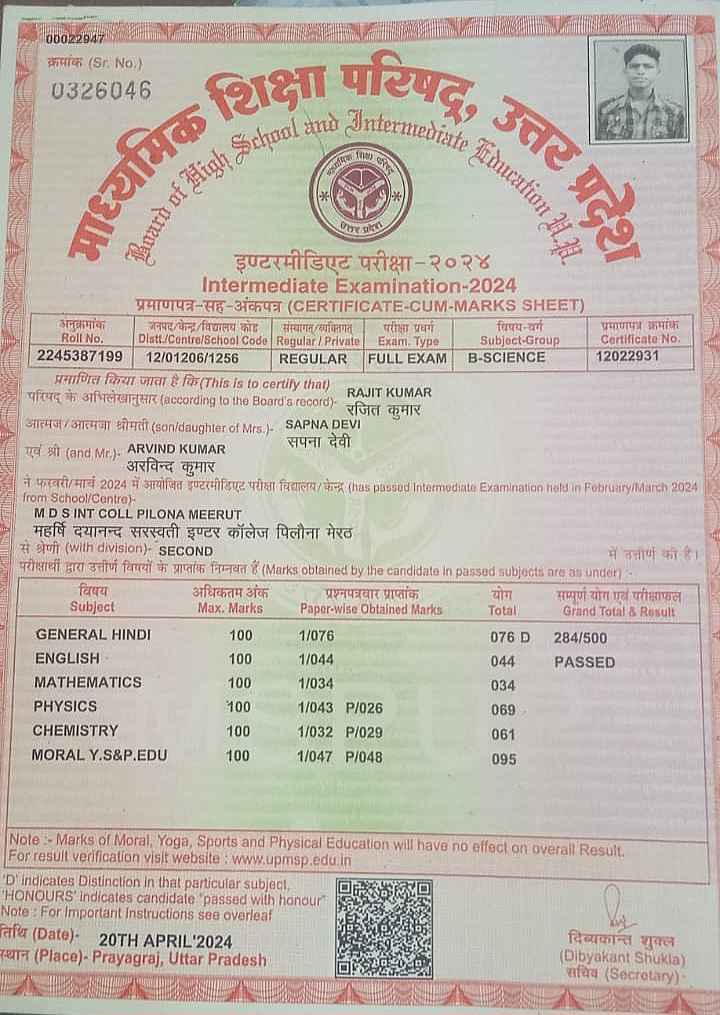 00022947
क्रमांक (Sr. No.)
0326046
माध्यमिक शिक्षा परिषद्, उत्तर प्रदेश
Board of High School and Intermediate Education U.P.
माध्यमिक शिक्षा परिषद्
उत्तर प्रदेश
इण्टरमीडिएट परीक्षा-२०२४
Intermediate Examination-2024
प्रमाणपत्र-सह-अंकपत्र (CERTIFICATE-CUM-MARKS SHEET)
अनुक्रमांक जनपद/केन्द्र/विद्यालय कोड संस्थागत/व्यक्तिगत परीक्षा प्रवर्ग विषय-वर्ग प्रमाणपत्र क्रमांक
Roll No. Distt./Centre/School Code Regular / Private Exam. Type Subject-Group Certificate No.
2245387199 12/01206/1256 REGULAR FULL EXAM B-SCIENCE 12022931
प्रमाणित किया जाता है कि (This is to certify that)
परिषद् के अभिलेखानुसार (according to the Board's record)- RAJIT KUMAR
रजित कुमार
आत्मज/आत्मजा श्रीमती (son/daughter of Mrs.)- SAPNA DEVI
सपना देवी
एवं श्री (and Mr.)- ARVIND KUMAR
अरविन्द कुमार
ने फरवरी/मार्च 2024 में आयोजित इण्टरमीडिएट परीक्षा विद्यालय/केन्द्र (has passed Intermediate Examination held in February/March 2024
from School/Centre)-
M D S INT COLL PILONA MEERUT
महर्षि दयानन्द सरस्वती इण्टर कॉलेज पिलौना मेरठ
से श्रेणी (with division)- SECOND में उत्तीर्ण की है।
परीक्षार्थी द्वारा उत्तीर्ण विषयों के प्राप्तांक निम्नवत हैं (Marks obtained by the candidate in passed subjects are as under) :-
विषय अधिकतम अंक प्रश्नपत्रवार प्राप्तांक योग सम्पूर्ण योग एवं परीक्षाफल
Subject Max. Marks Paper-wise Obtained Marks Total Grand Total & Result
GENERAL HINDI 100 1/076 076 D 284/500
ENGLISH 100 1/044 044 PASSED
MATHEMATICS 100 1/034 034
PHYSICS 100 1/043 P/026 069
CHEMISTRY 100 1/032 P/029 061
MORAL Y.S&P.EDU 100 1/047 P/048 095
Note :- Marks of Moral, Yoga, Sports and Physical Education will have no effect on overall Result.
For result verification visit website : www.upmsp.edu.in
'D' indicates Distinction in that particular subject,
'HONOURS' indicates candidate "passed with honour"
Note : For Important Instructions see overleaf
तिथि (Date)- 20TH APRIL'2024
स्थान (Place)- Prayagraj, Uttar Pradesh
दिब्यकान्त शुक्ल
(Dibyakant Shukla)
सचिव (Secretary)